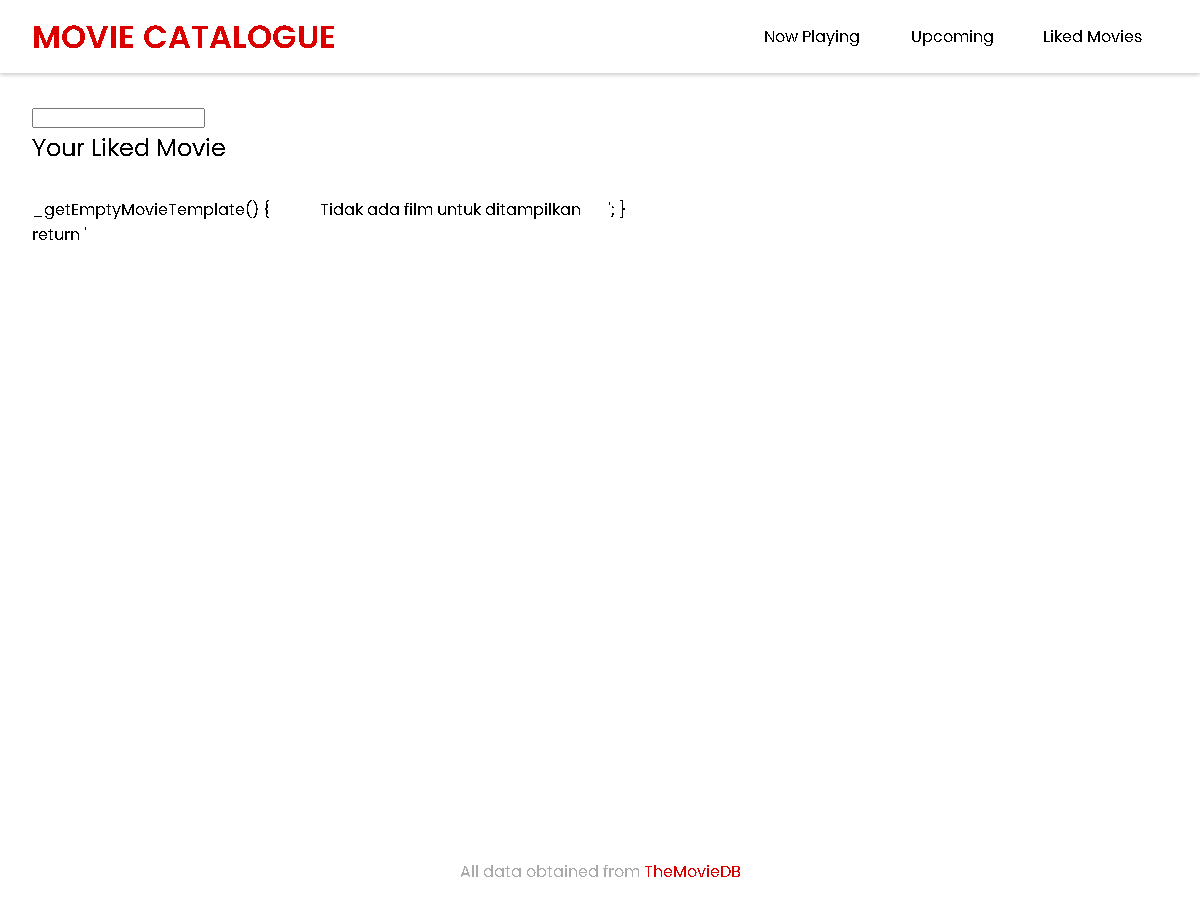 MOVIE CATALOGUE
Now Playing
Upcoming
Liked Movies
Your Liked Movie
_getEmptyMovieTemplate() {
return '
Tidak ada film untuk ditampilkan
'; }
All data obtained from TheMovieDB